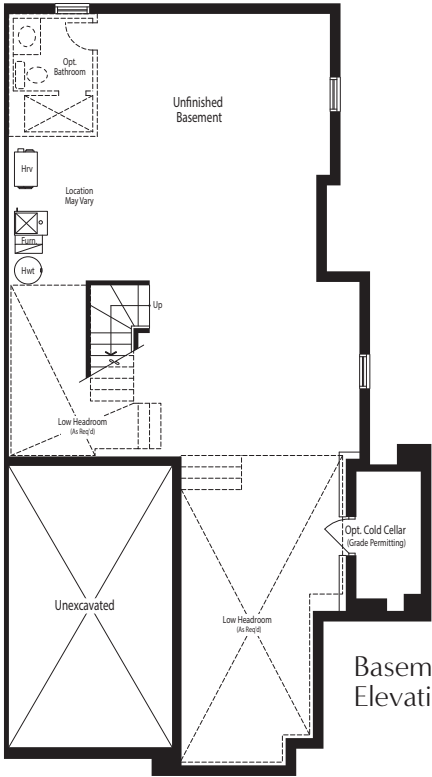 Opt.
Bathroom
Unfinished
Basement
Hrv
Location
May Vary
Furn.
Hwt
Up
Low Headroom
(As Req'd)
Opt. Cold Cellar
(Grade Permitting)
Unexcavated
Low Headroom
(As Req'd)
Basem
Elevati